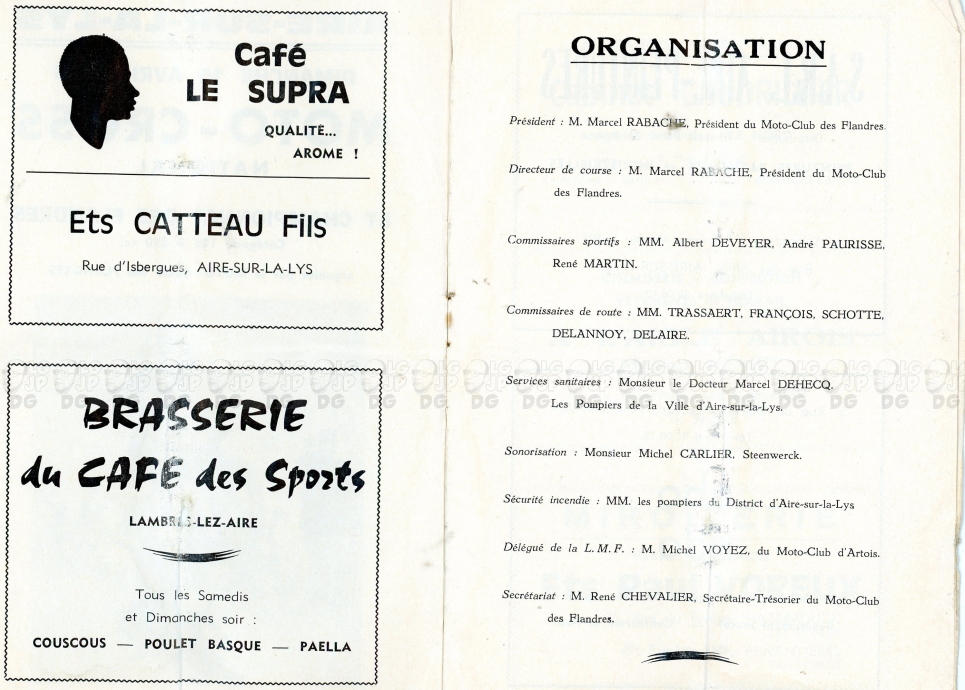 Café
LE SUPRA
QUALITÉ...
AROME !
Ets CATTEAU Fils
Rue d'Isbergues, AIRE-SUR-LA-LYS
BRASSERIE
du CAFÉ des Sports
LAMBRES-LEZ-AIRE
Tous les Samedis
et Dimanches soir :
COUSCOUS — POULET BASQUE — PAELLA
ORGANISATION
Président : M. Marcel RABACHE, Président du Moto-Club des Flandres.
Directeur de course : M. Marcel RABACHE, Président du Moto-Club
des Flandres.
Commissaires sportifs : MM. Albert DEVEYER, André PAURISSE,
René MARTIN.
Commissaires de route : MM. TRASSAERT, FRANÇOIS, SCHOTTE,
DELANNOY, DELAIRE.
Services sanitaires : Monsieur le Docteur Marcel DEHECQ.
Les Pompiers de la Ville d'Aire-sur-la-Lys.
Sonorisation : Monsieur Michel CARLIER, Steenwerck.
Sécurité incendie : MM. les pompiers du District d'Aire-sur-la-Lys
Délégué de la L.M.F. : M. Michel VOYEZ, du Moto-Club d'Artois.
Secrétariat : M. René CHEVALIER, Secrétaire-Trésorier du Moto-Club
des Flandres.